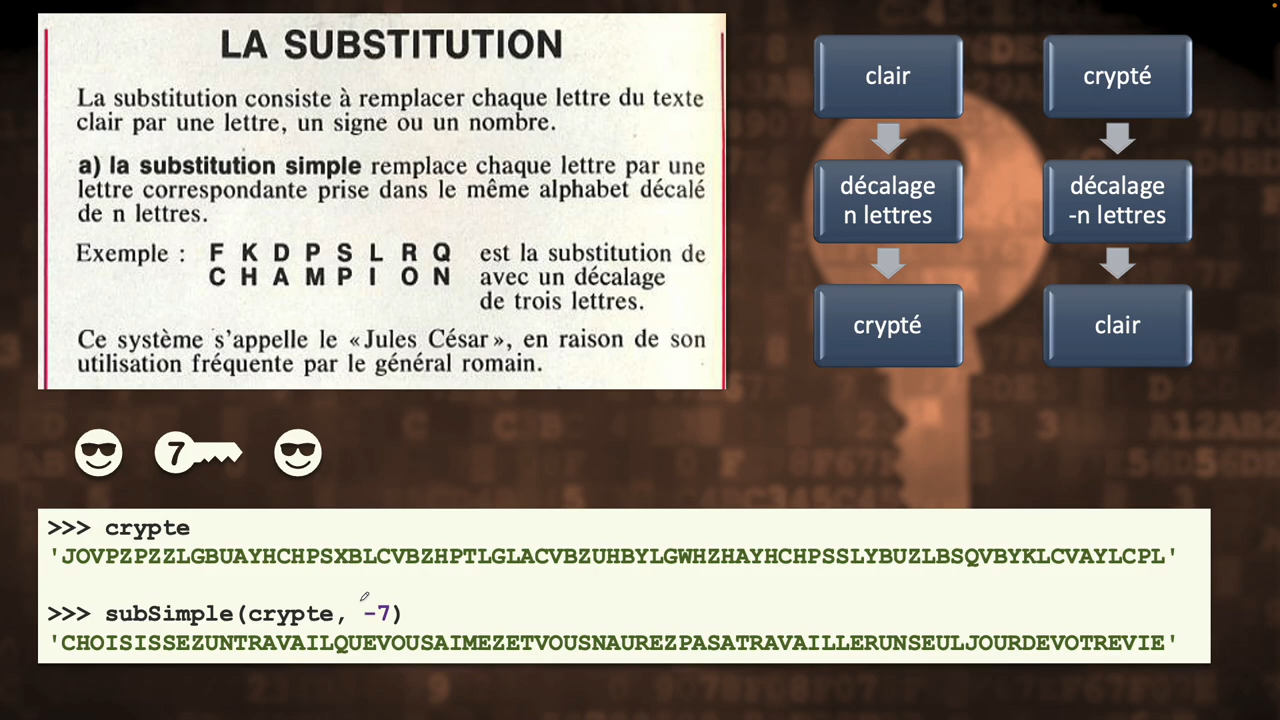 LA SUBSTITUTION
La substitution consiste à remplacer chaque lettre du texte
clair par une lettre, un signe ou un nombre.
a) la substitution simple remplace chaque lettre par une
lettre correspondante prise dans le même alphabet décalé
de n lettres.
Exemple : F K D P S L R Q est la substitution de
C H A M P I O N avec un décalage
de trois lettres.
Ce système s'appelle le «Jules César», en raison de son
utilisation fréquente par le général romain.
clair
décalage
n lettres
crypté
crypté
décalage
-n lettres
clair
7
>>> crypte
'JOVPZPZZLGBUAYHCHPSXBLCVBZHPTLGLACVBZUHBYLGWHZHAYHCHPSSLYBUZLBSQVBYKLCVAYLCPL'
>>> subSimple(crypte, -7)
'CHOISISSEZUNTRAVAILQUEVOUSAIMEZETVOUSNAUREZPASATRAVAILLERUNSEULJOURDEVOTREVIE'